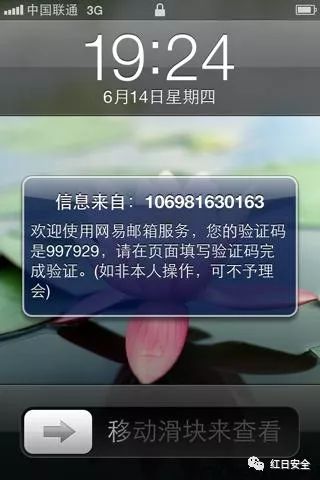 中国联通 3G
19:24
6月14日星期四
信息来自：106981630163
欢迎使用网易邮箱服务，您的验证码
是997929，请在页面填写验证码完
成验证。(如非本人操作，可不予理
会)
移动滑块来查看
红日安全